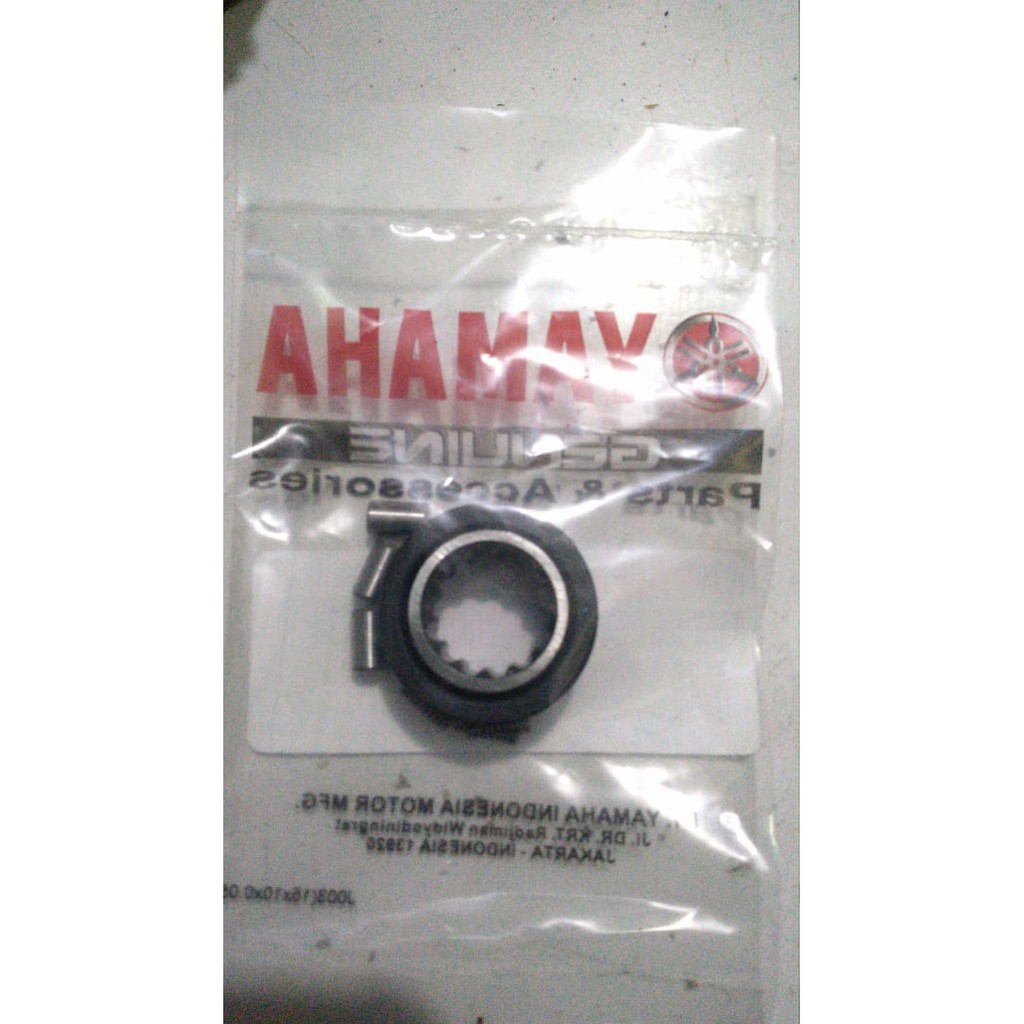 YAMAHA
GENUINE
Parts & Accessories
YAMAHA INDONESIA MOTOR MFG.
Jl. DR. KRT. Radjiman Widyodiningrat
JAKARTA - INDONESIA 13920